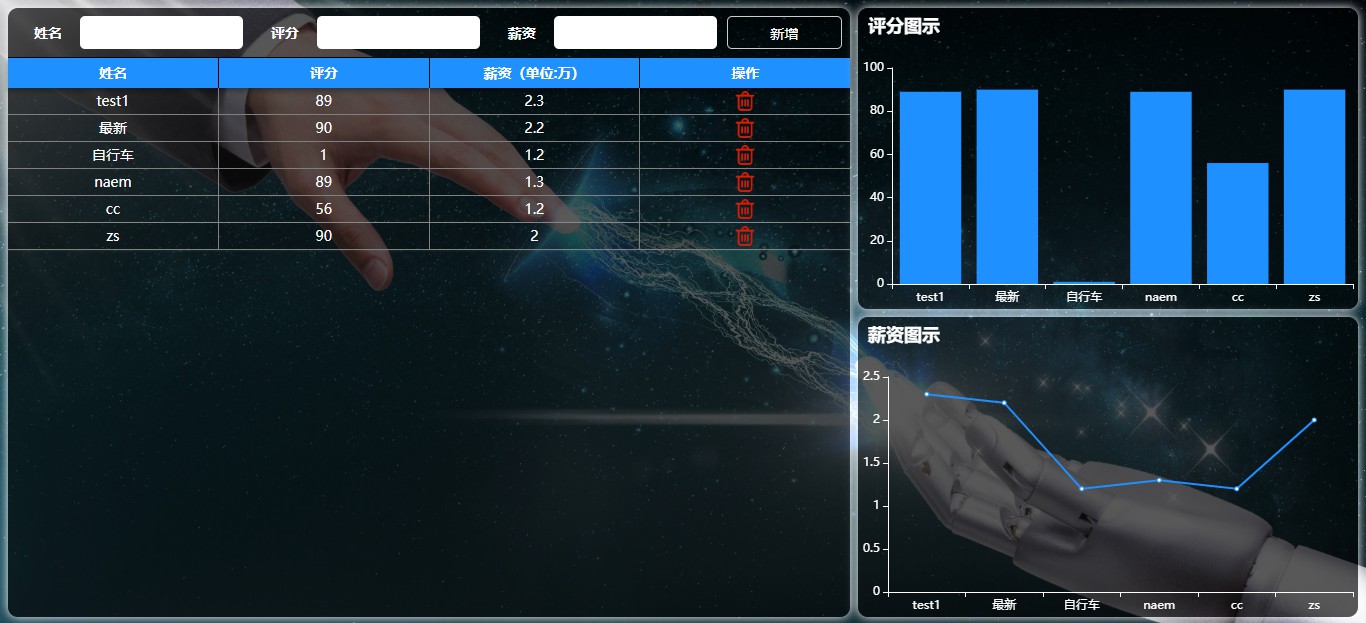 姓名 评分 薪资 新增
姓名 评分 薪资（单位:万） 操作
test1 89 2.3
最新 90 2.2
自行车 1 1.2
naem 89 1.3
cc 56 1.2
zs 90 2
评分图示
100
80
60
40
20
0
test1 最新 自行车 naem cc zs
薪资图示
2.5
2
1.5
1
0.5
0
test1 最新 自行车 naem cc zs